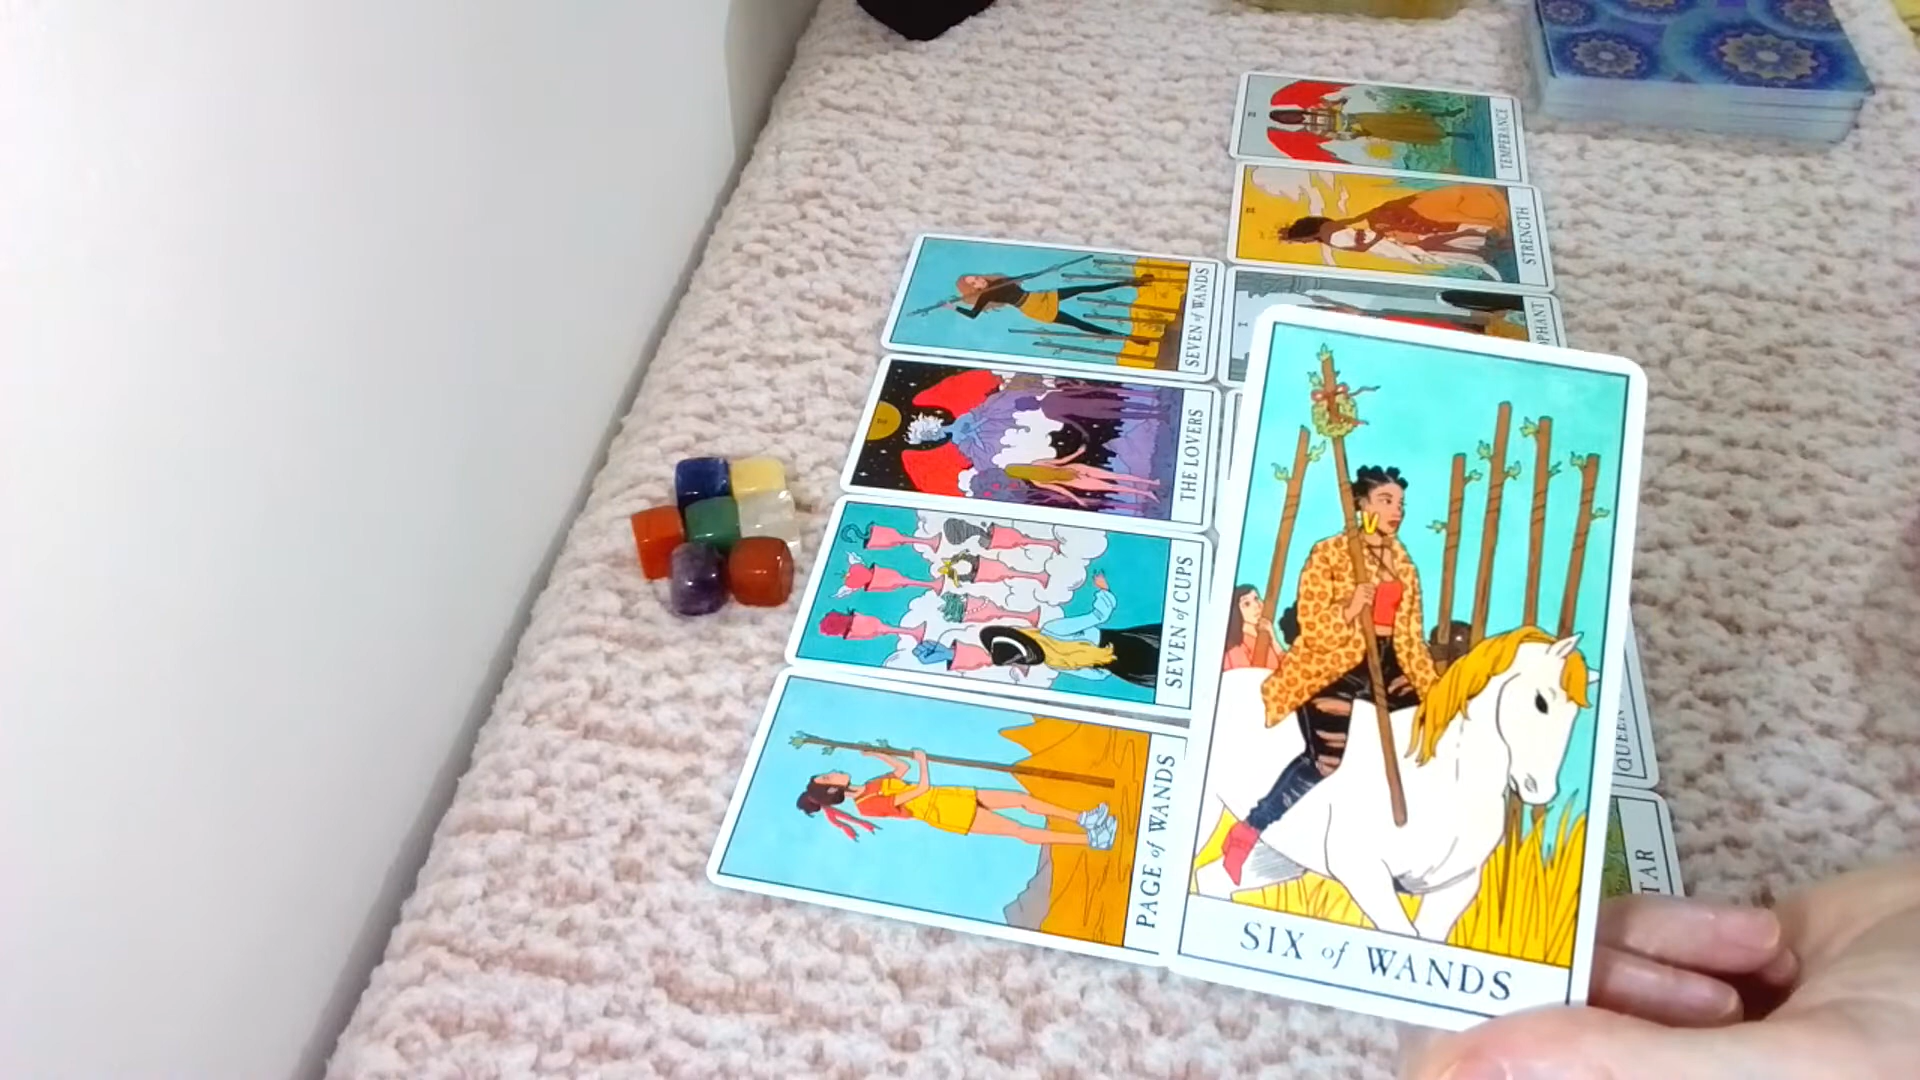 TEMPERANCE
STRENGTH
SEVEN of WANDS
PHANT
THE LOVERS
SEVEN of CUPS
QUEEN
PAGE of WANDS
TAR
SIX of WANDS